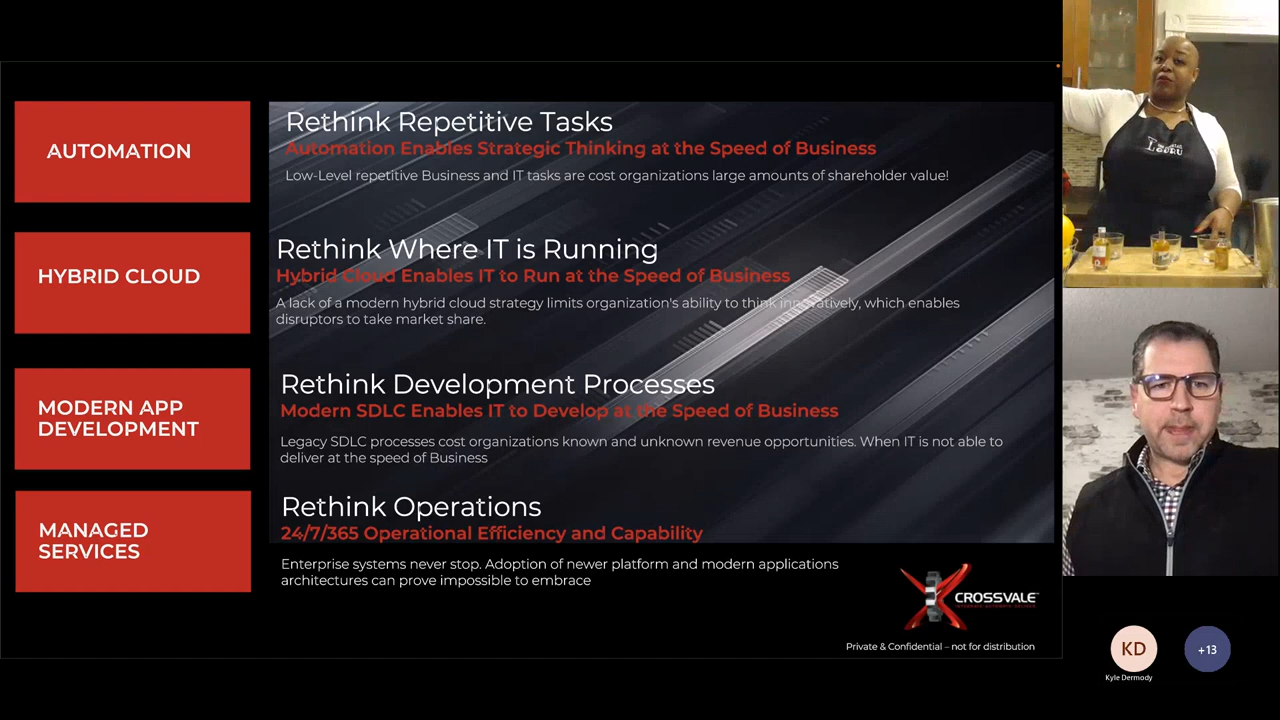 AUTOMATION
Rethink Repetitive Tasks
Automation Enables Strategic Thinking at the Speed of Business
Low-Level repetitive Business and IT tasks are cost organizations large amounts of shareholder value!
HYBRID CLOUD
Rethink Where IT is Running
Hybrid Cloud Enables IT to Run at the Speed of Business
A lack of a modern hybrid cloud strategy limits organization's ability to think innovatively, which enables
disruptors to take market share.
MODERN APP
DEVELOPMENT
Rethink Development Processes
Modern SDLC Enables IT to Develop at the Speed of Business
Legacy SDLC processes cost organizations known and unknown revenue opportunities. When IT is not able to
deliver at the speed of Business
MANAGED
SERVICES
Rethink Operations
24/7/365 Operational Efficiency and Capability
Enterprise systems never stop. Adoption of newer platform and modern applications
architectures can prove impossible to embrace
CROSSVALE
Private & Confidential – not for distribution
GURU
KD
+13
Kyle Dermody